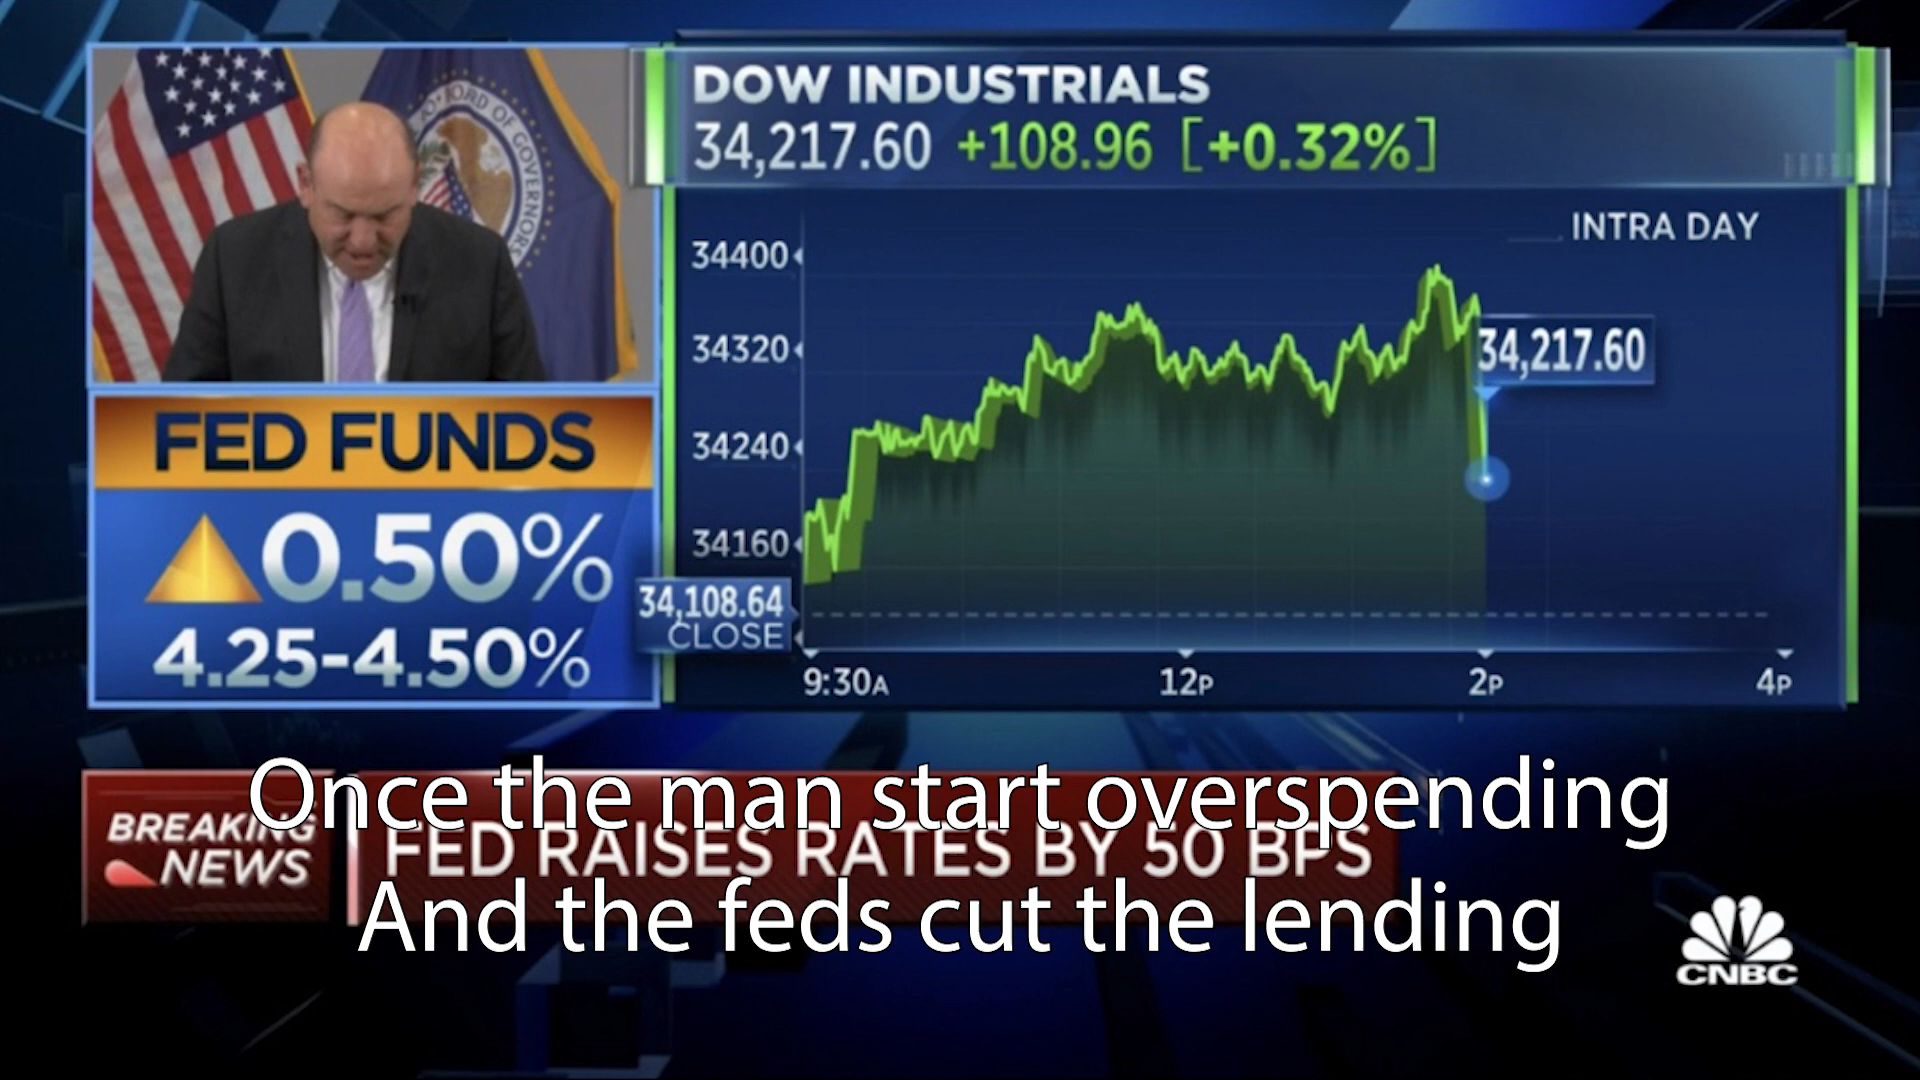 DOW INDUSTRIALS
34,217.60 +108.96 [+0.32%]
INTRA DAY
34400
34320
34,217.60
34240
34160
34,108.64
CLOSE
9:30A 12P 2P 4P
FED FUNDS
▲0.50%
4.25-4.50%
BREAKING
NEWS
FED RAISES RATES BY 50 BPS
Once the man start overspending
And the feds cut the lending
CNBC